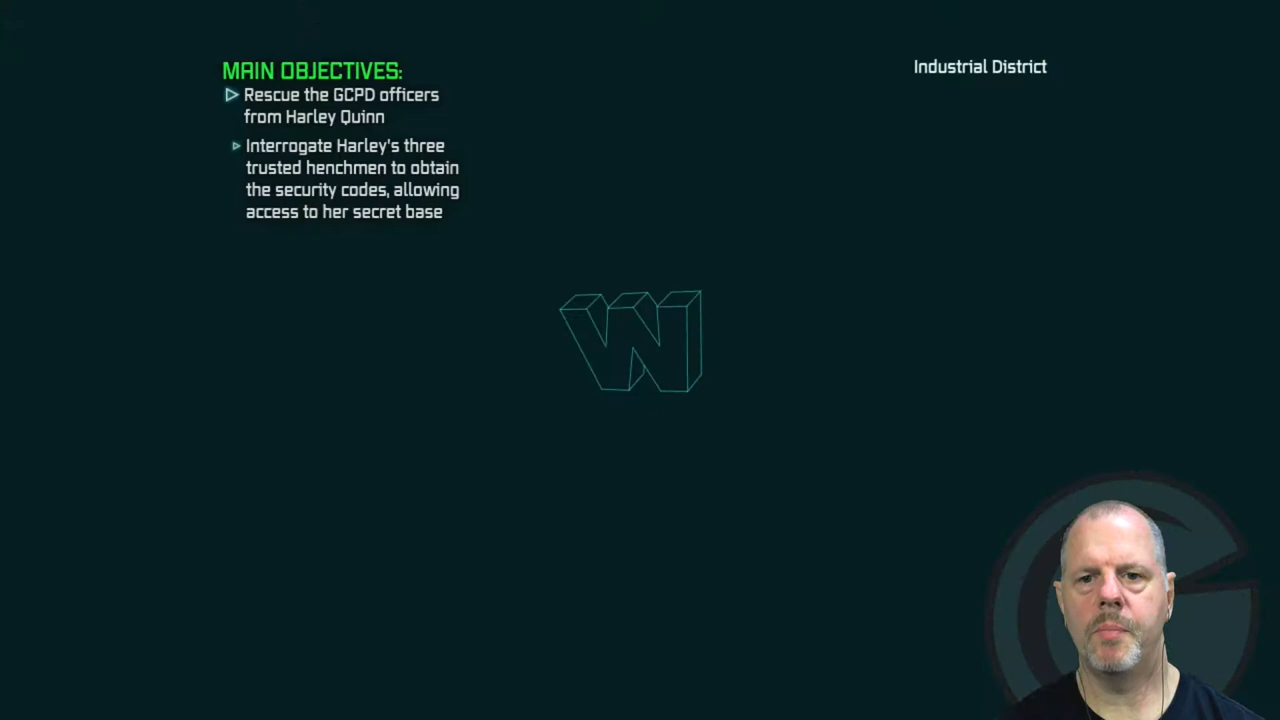 MAIN OBJECTIVES:
Rescue the GCPD officers
from Harley Quinn
Interrogate Harley's three
trusted henchmen to obtain
the security codes, allowing
access to her secret base
Industrial District
W